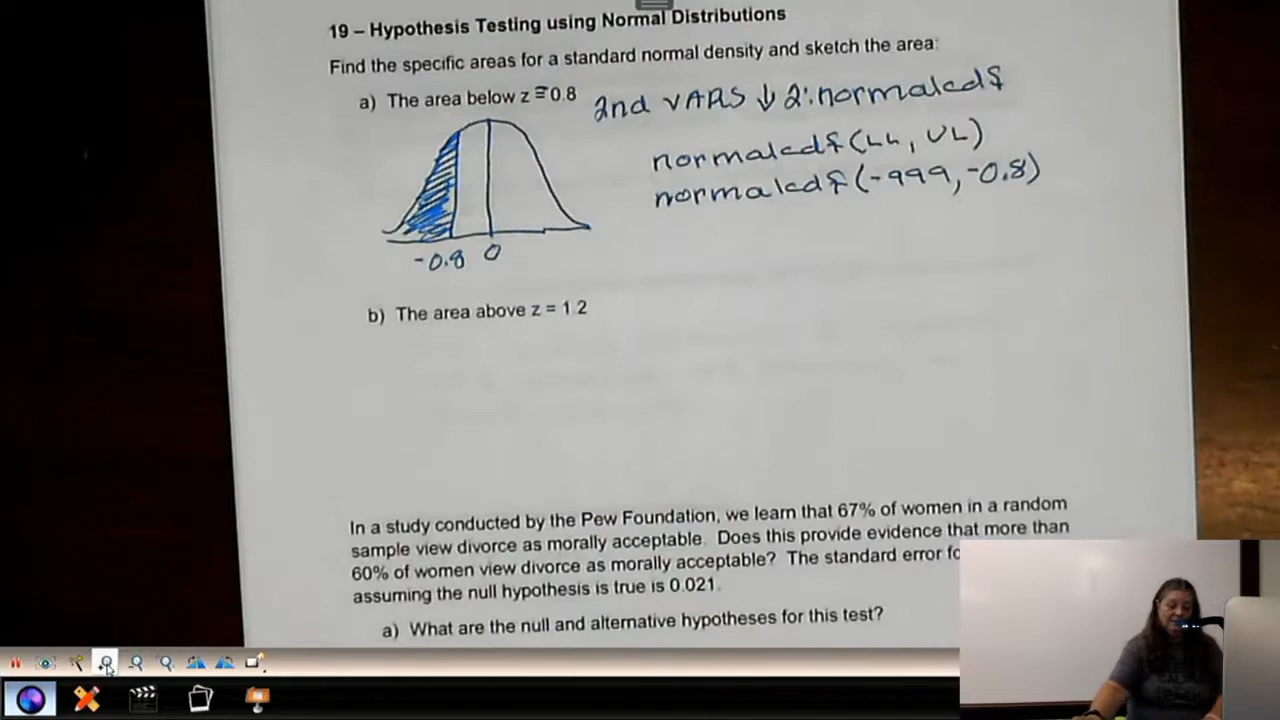 19 – Hypothesis Testing using Normal Distributions
Find the specific areas for a standard normal density and sketch the area:
a) The area below z = -0.8
2nd VARS ↓ 2:normalcdf
normalcdf(LL, UL)
normalcdf(-999, -0.8)
-0.8 0
b) The area above z = 1.2
In a study conducted by the Pew Foundation, we learn that 67% of women in a random
sample view divorce as morally acceptable. Does this provide evidence that more than
60% of women view divorce as morally acceptable? The standard error
assuming the null hypothesis is true is 0.021.
a) What are the null and alternative hypotheses for this test?